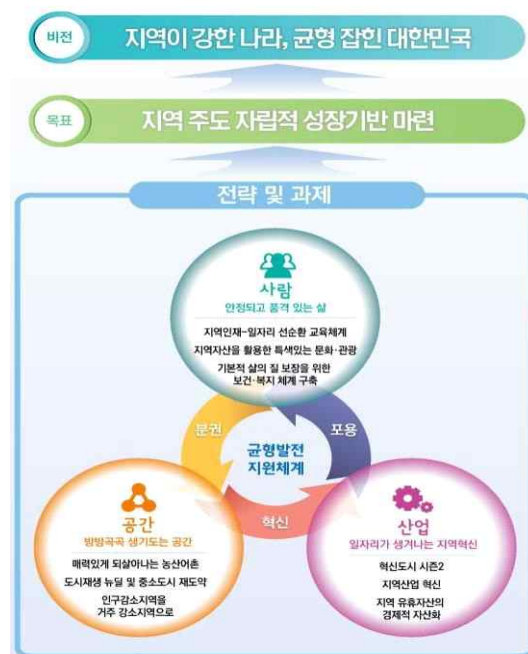 비전
지역이 강한 나라, 균형 잡힌 대한민국
목표
지역 주도 자립적 성장기반 마련
전략 및 과제
사람
안정되고 품격 있는 삶
지역인재-일자리 선순환 교육체계
지역자산을 활용한 특색있는 문화·관광
기본적 삶의 질 보장을 위한
보건·복지 체계 구축
분권
포용
균형발전
지원체계
혁신
공간
방방곡곡 생기도는 공간
매력있게 되살아나는 농산어촌
도시재생 뉴딜 및 중소도시 재도약
인구감소지역을
거주 강소지역으로
산업
일자리가 생겨나는 지역혁신
혁신도시 시즌2
지역산업 혁신
지역 유휴자산의
경제적 자산화